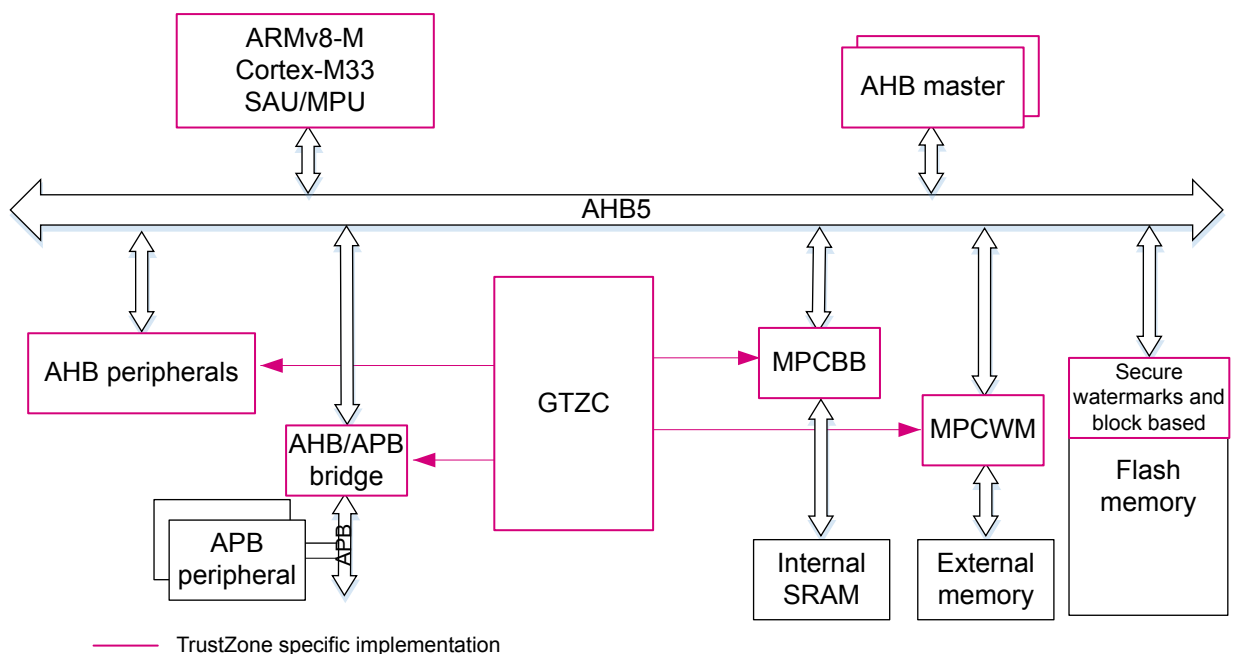 ARMv8-M
Cortex-M33
SAU/MPU
AHB master
AHB5
AHB peripherals
GTZC
MPCBB
Secure
watermarks and
block based
MPCWM
AHB/APB
bridge
Flash
memory
APB
APB
peripheral
Internal
SRAM
External
memory
TrustZone specific implementation